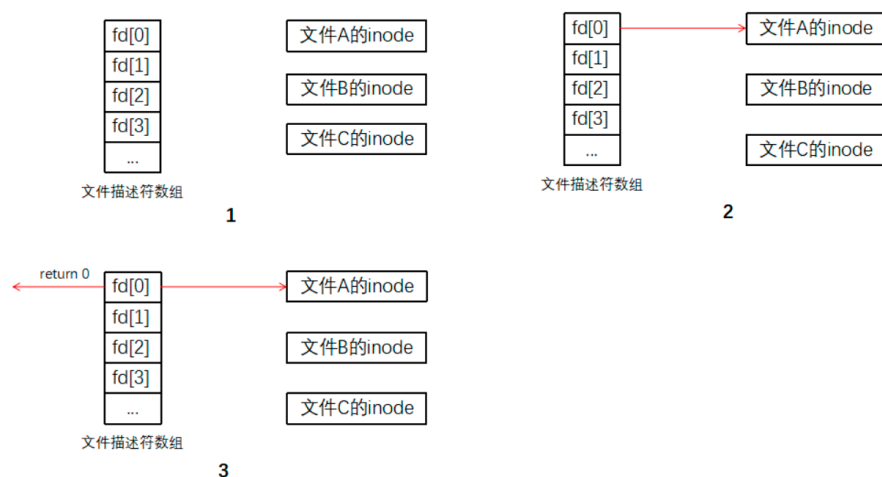 fd[0]
fd[1]
fd[2]
fd[3]
...
文件描述符数组
文件A的inode
文件B的inode
文件C的inode
1
fd[0]
fd[1]
fd[2]
fd[3]
...
文件描述符数组
文件A的inode
文件B的inode
文件C的inode
2
return 0
fd[0]
fd[1]
fd[2]
fd[3]
...
文件描述符数组
文件A的inode
文件B的inode
文件C的inode
3